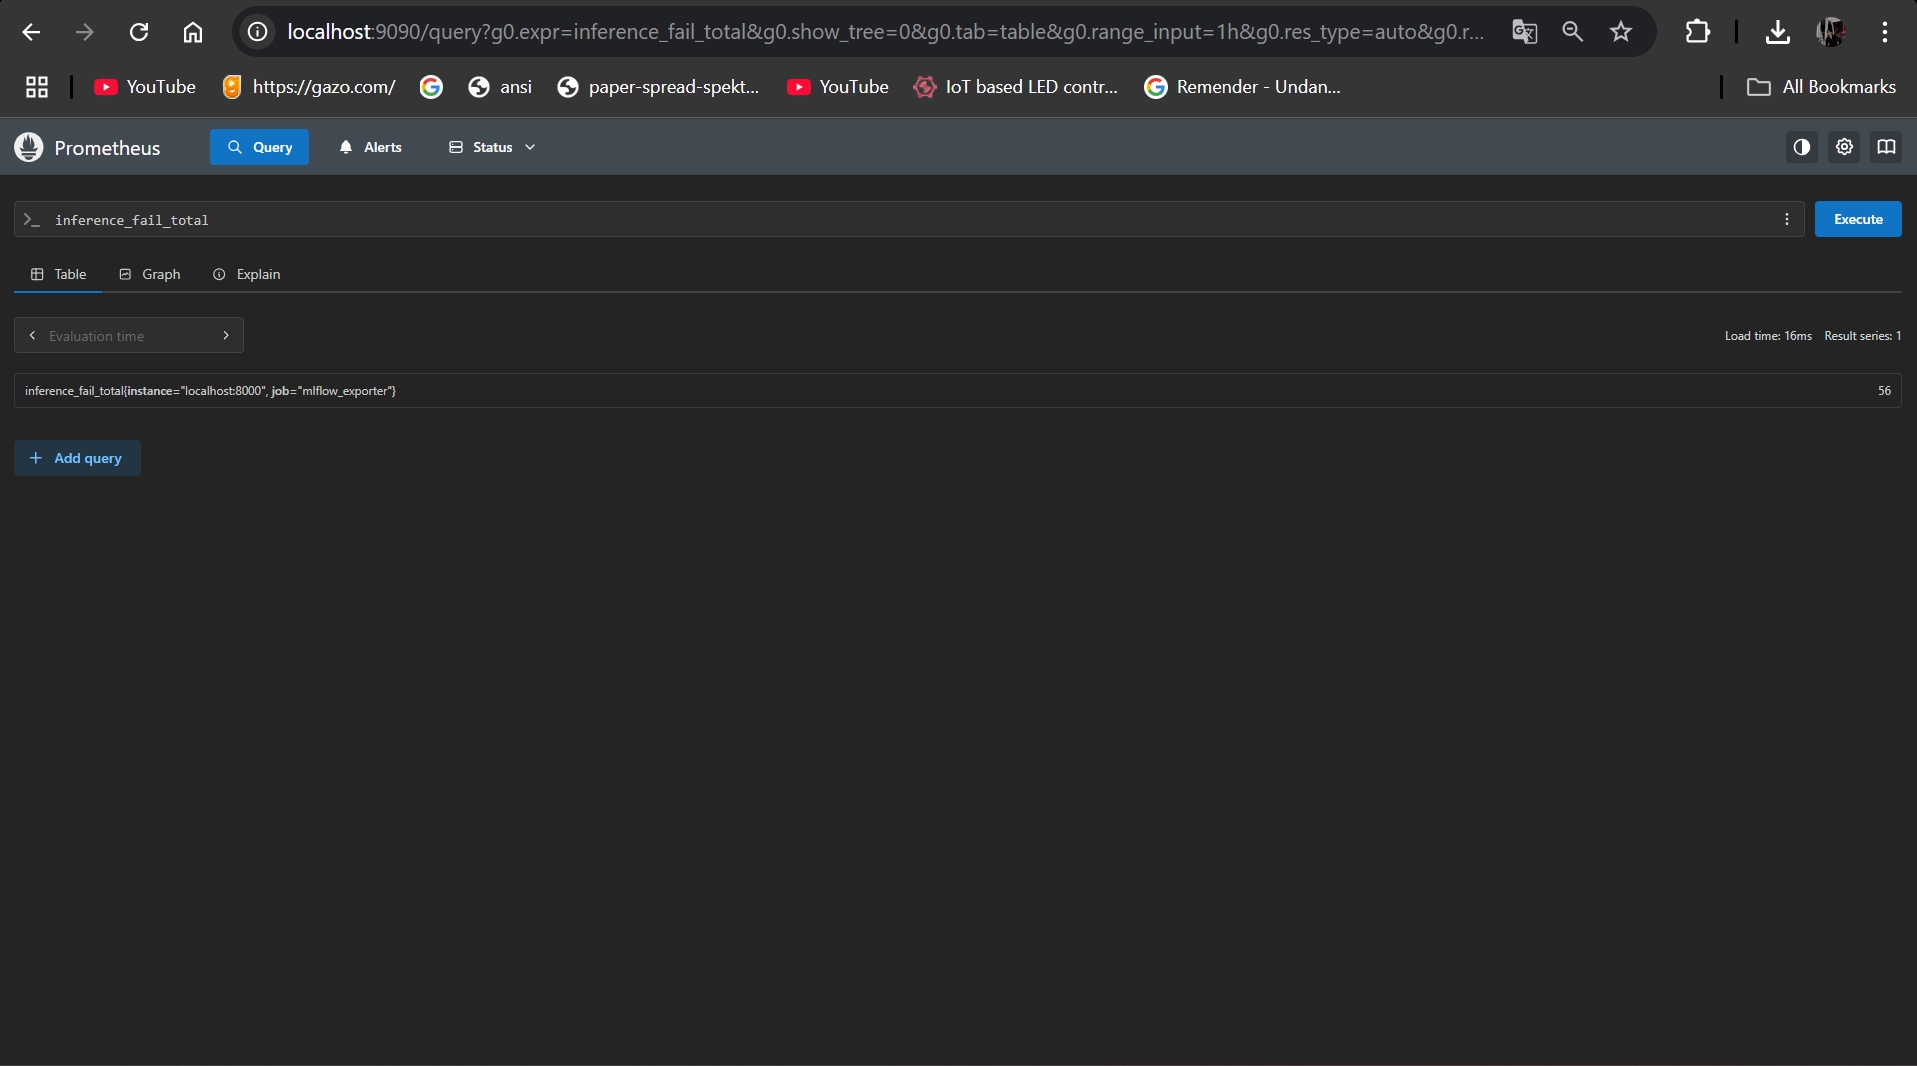 localhost:9090/query?g0.expr=inference_fail_total&g0.show_tree=0&g0.tab=table&g0.range_input=1h&g0.res_type=auto&g0.r...
YouTube https://gazo.com/ ansi paper-spread-spekt... YouTube IoT based LED contr... Remender - Undan... All Bookmarks
Prometheus Query Alerts Status
>_ inference_fail_total Execute
Table Graph Explain
Evaluation time Load time: 16ms Result series: 1
inference_fail_total{instance="localhost:8000", job="mlflow_exporter"} 56
+ Add query